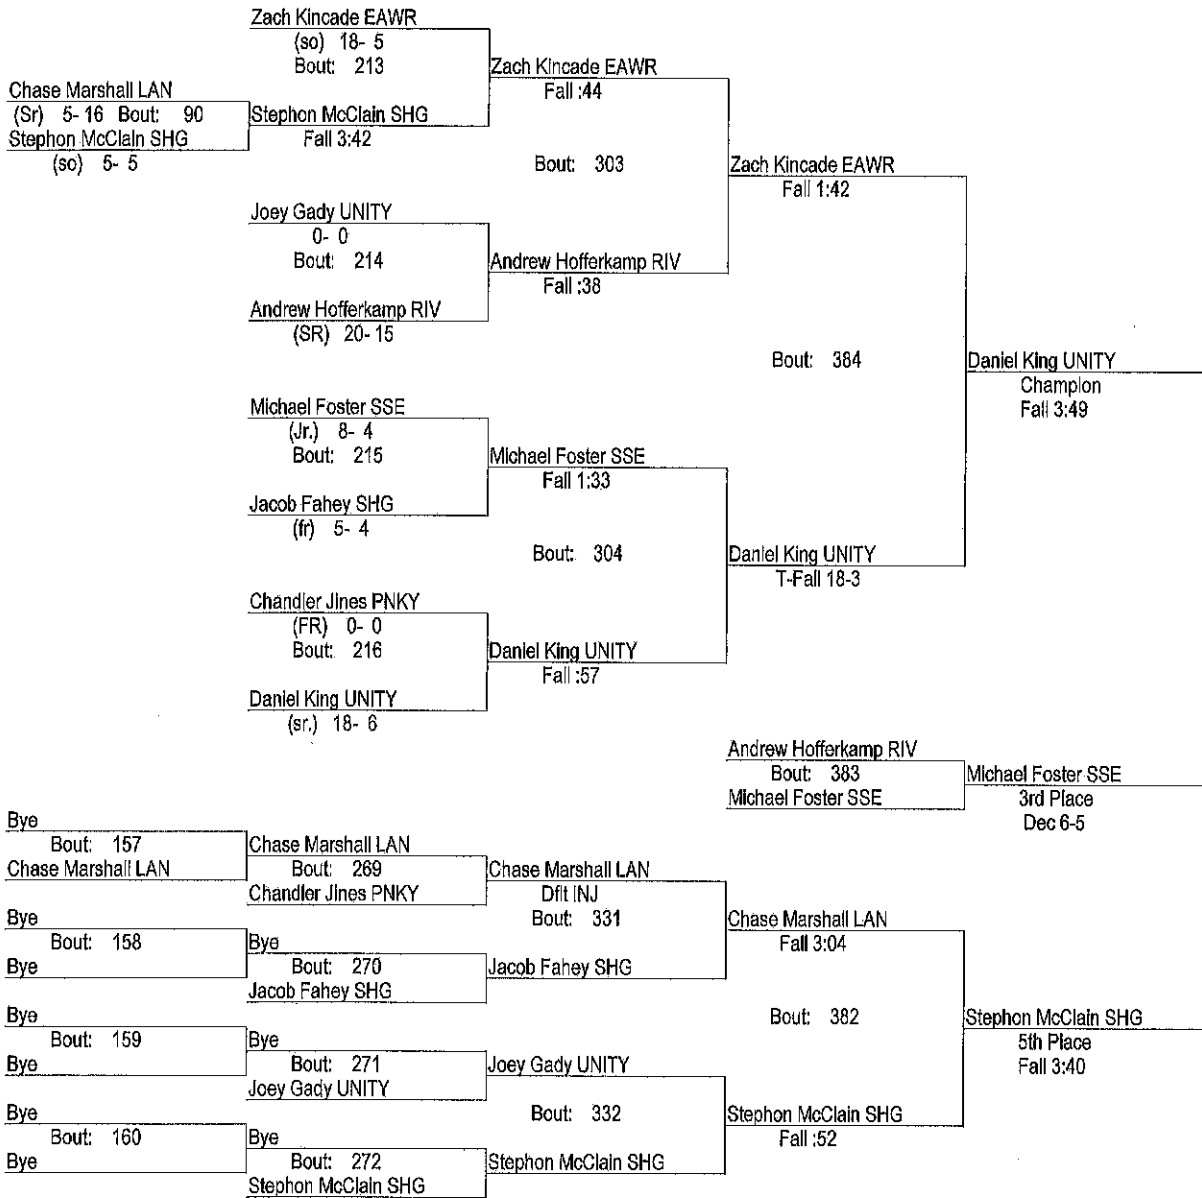 Zach Kincade EAWR
(so) 18- 5
Bout: 213
Zach Kincade EAWR
Fall :44
Chase Marshall LAN
(Sr) 5- 16 Bout: 90
Stephon McClain SHG
Stephon McClain SHG
Fall 3:42
(so) 5- 5
Bout: 303
Zach Kincade EAWR
Fall 1:42
Joey Gady UNITY
0- 0
Bout: 214
Andrew Hofferkamp RIV
Fall :38
Andrew Hofferkamp RIV
(SR) 20- 15
Bout: 384
Daniel King UNITY
Champion
Fall 3:49
Michael Foster SSE
(Jr.) 8- 4
Bout: 215
Michael Foster SSE
Fall 1:33
Jacob Fahey SHG
(fr) 5- 4
Bout: 304
Daniel King UNITY
T-Fall 18-3
Chandler Jines PNKY
(FR) 0- 0
Bout: 216
Daniel King UNITY
Fall :57
Daniel King UNITY
(sr.) 18- 6
Andrew Hofferkamp RIV
Bout: 383
Michael Foster SSE
Michael Foster SSE
3rd Place
Dec 6-5
Bye
Bout: 157
Chase Marshall LAN
Chase Marshall LAN
Bout: 269
Chandler Jines PNKY
Chase Marshall LAN
Dflt INJ
Bout: 331
Chase Marshall LAN
Fall 3:04
Bye
Bout: 158
Bye
Bye
Bout: 270
Jacob Fahey SHG
Jacob Fahey SHG
Bout: 382
Stephon McClain SHG
5th Place
Fall 3:40
Bye
Bout: 159
Bye
Bye
Bout: 271
Joey Gady UNITY
Joey Gady UNITY
Bout: 332
Stephon McClain SHG
Fall :52
Bye
Bout: 160
Bye
Bye
Bout: 272
Stephon McClain SHG
Stephon McClain SHG